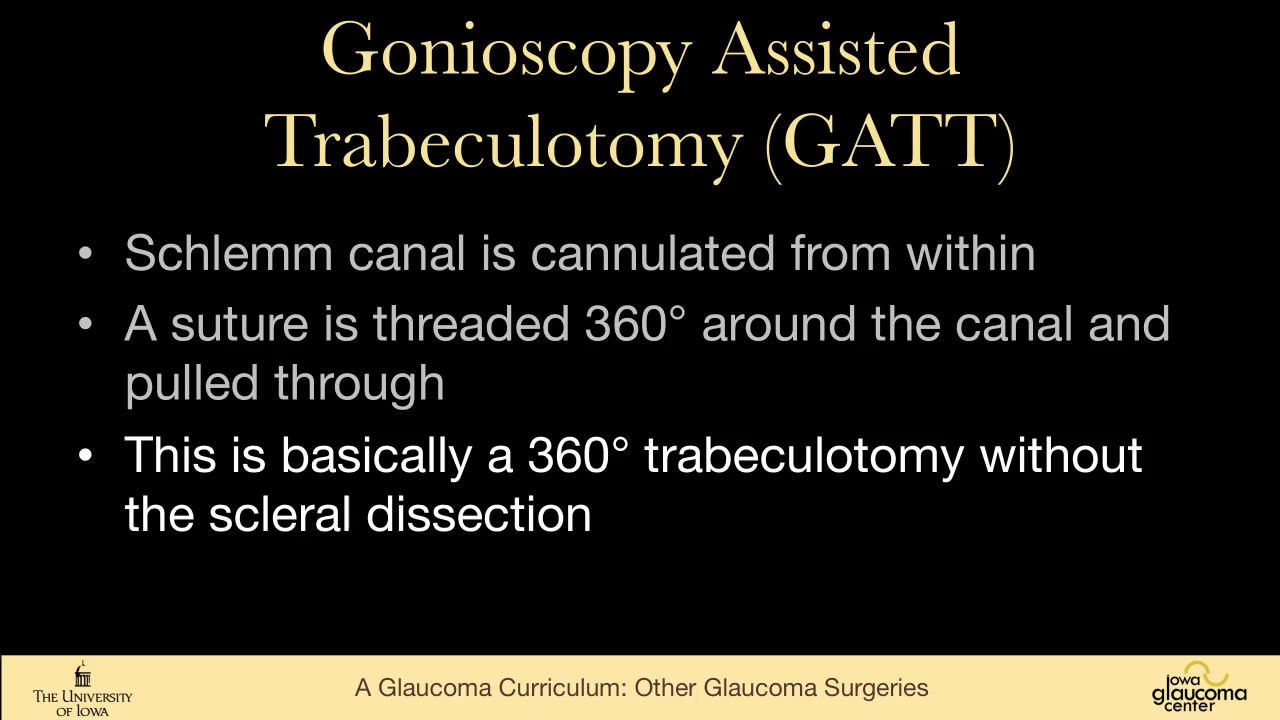 Gonioscopy Assisted
Trabeculotomy (GATT)
• Schlemm canal is cannulated from within
• A suture is threaded 360° around the canal and
pulled through
• This is basically a 360° trabeculotomy without
the scleral dissection
THE UNIVERSITY
OF IOWA
A Glaucoma Curriculum: Other Glaucoma Surgeries
iowa
glaucoma
center